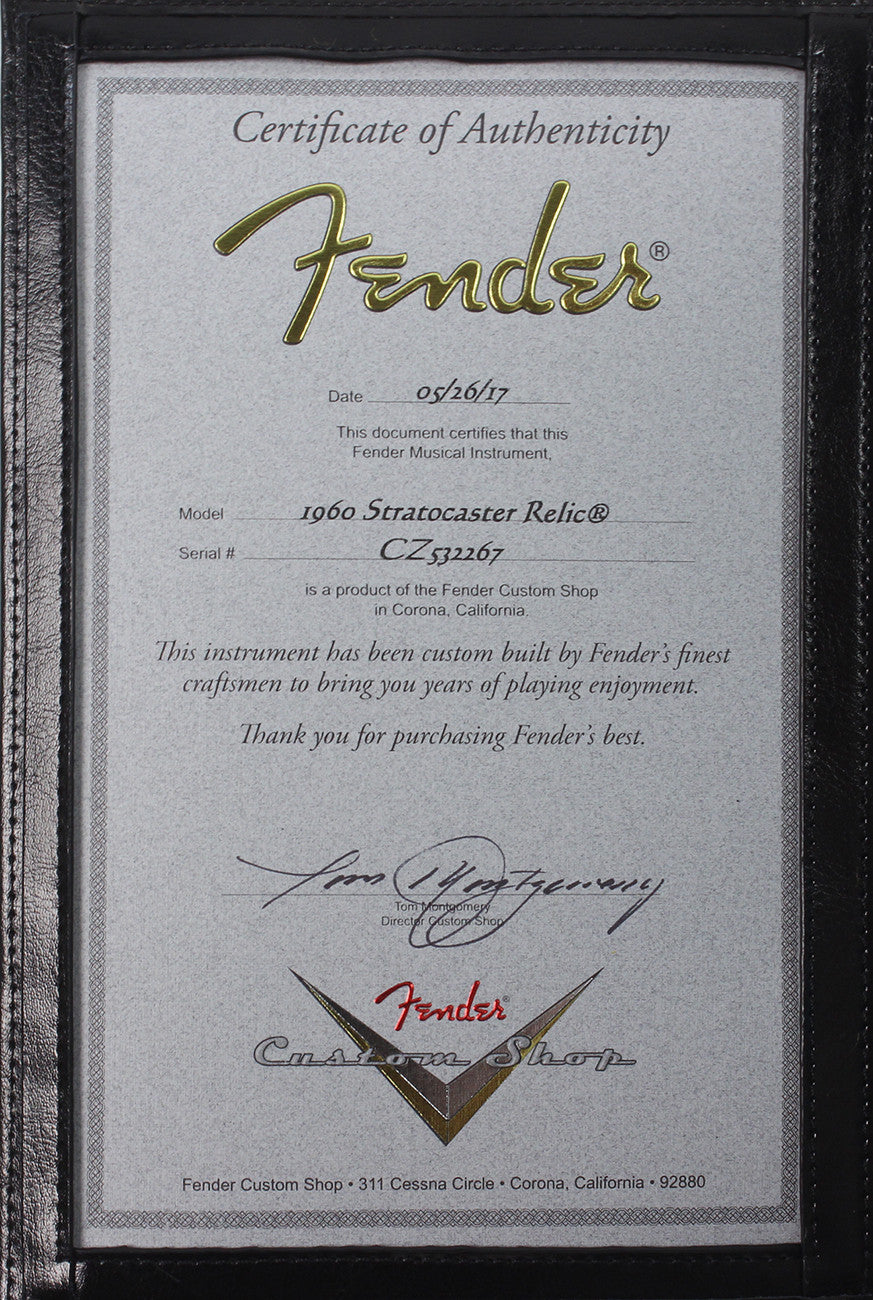 Certificate of Authenticity
Fender®
Date 05/26/17
This document certifies that this
Fender Musical Instrument,
Model 1960 Stratocaster Relic®
Serial # CZ532267
is a product of the Fender Custom Shop
in Corona, California.
This instrument has been custom built by Fender's finest
craftsmen to bring you years of playing enjoyment.
Thank you for purchasing Fender's best.
Tom Montgomery
Tom Montgomery
Director Custom Shop
Fender®
Custom Shop
Fender Custom Shop • 311 Cessna Circle • Corona, California • 92880